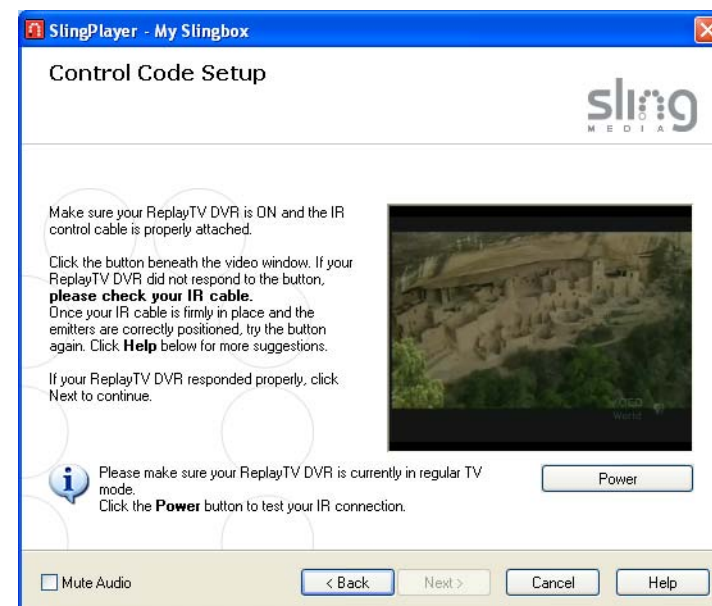 SlingPlayer - My Slingbox
Control Code Setup
sling
MEDIA
Make sure your ReplayTV DVR is ON and the IR
control cable is properly attached.
Click the button beneath the video window. If your
ReplayTV DVR did not respond to the button,
please check your IR cable.
Once your IR cable is firmly in place and the
emitters are correctly positioned, try the button
again. Click Help below for more suggestions.
If your ReplayTV DVR responded properly, click
Next to continue.
VIDEO
World
Please make sure your ReplayTV DVR is currently in regular TV
mode.
Click the Power button to test your IR connection.
Power
Mute Audio
< Back
Next >
Cancel
Help